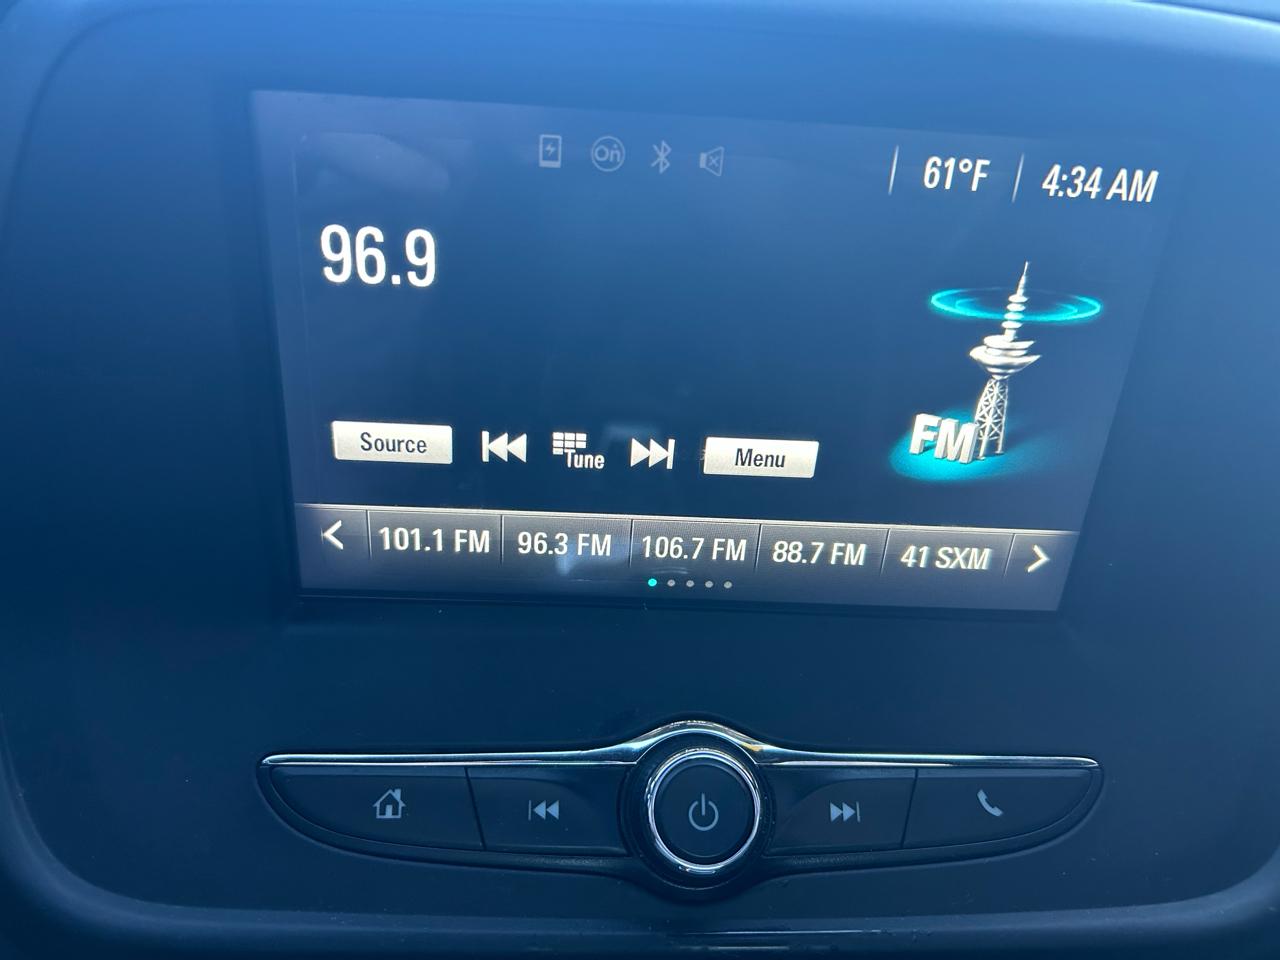 On
61°F
4:34 AM
96.9
FM
Source
Tune
Menu
101.1 FM
96.3 FM
106.7 FM
88.7 FM
41 SXM